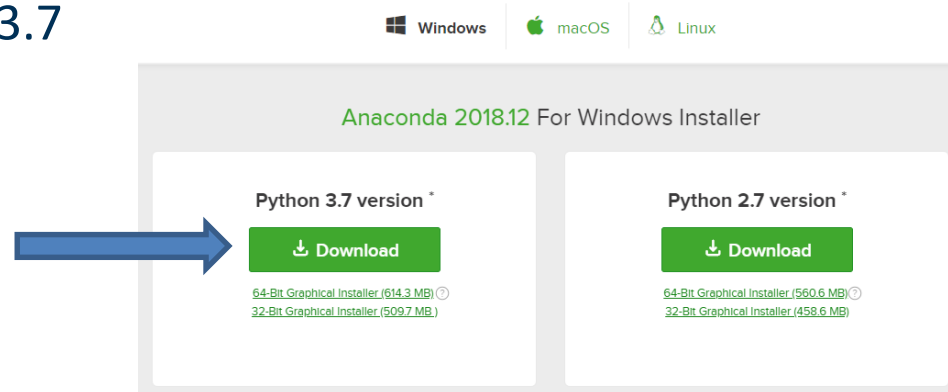 3.7
Windows macOS Linux
Anaconda 2018.12 For Windows Installer
Python 3.7 version *
Download
64-Bit Graphical Installer (614.3 MB) ?
32-Bit Graphical Installer (509.7 MB )
Python 2.7 version *
Download
64-Bit Graphical Installer (560.6 MB) ?
32-Bit Graphical Installer (458.6 MB)